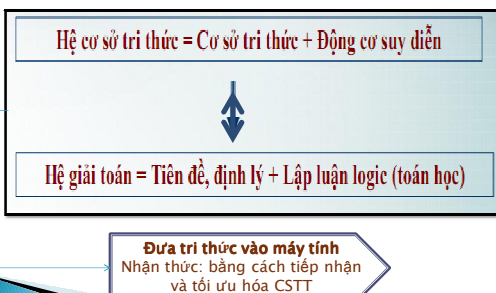 Hệ cơ sở tri thức = Cơ sở tri thức + Động cơ suy diễn
Hệ giải toán = Tiên đề, định lý + Lập luận logic (toán học)
Đưa tri thức vào máy tính
Nhận thức: bằng cách tiếp nhận
và tối ưu hóa CSTT